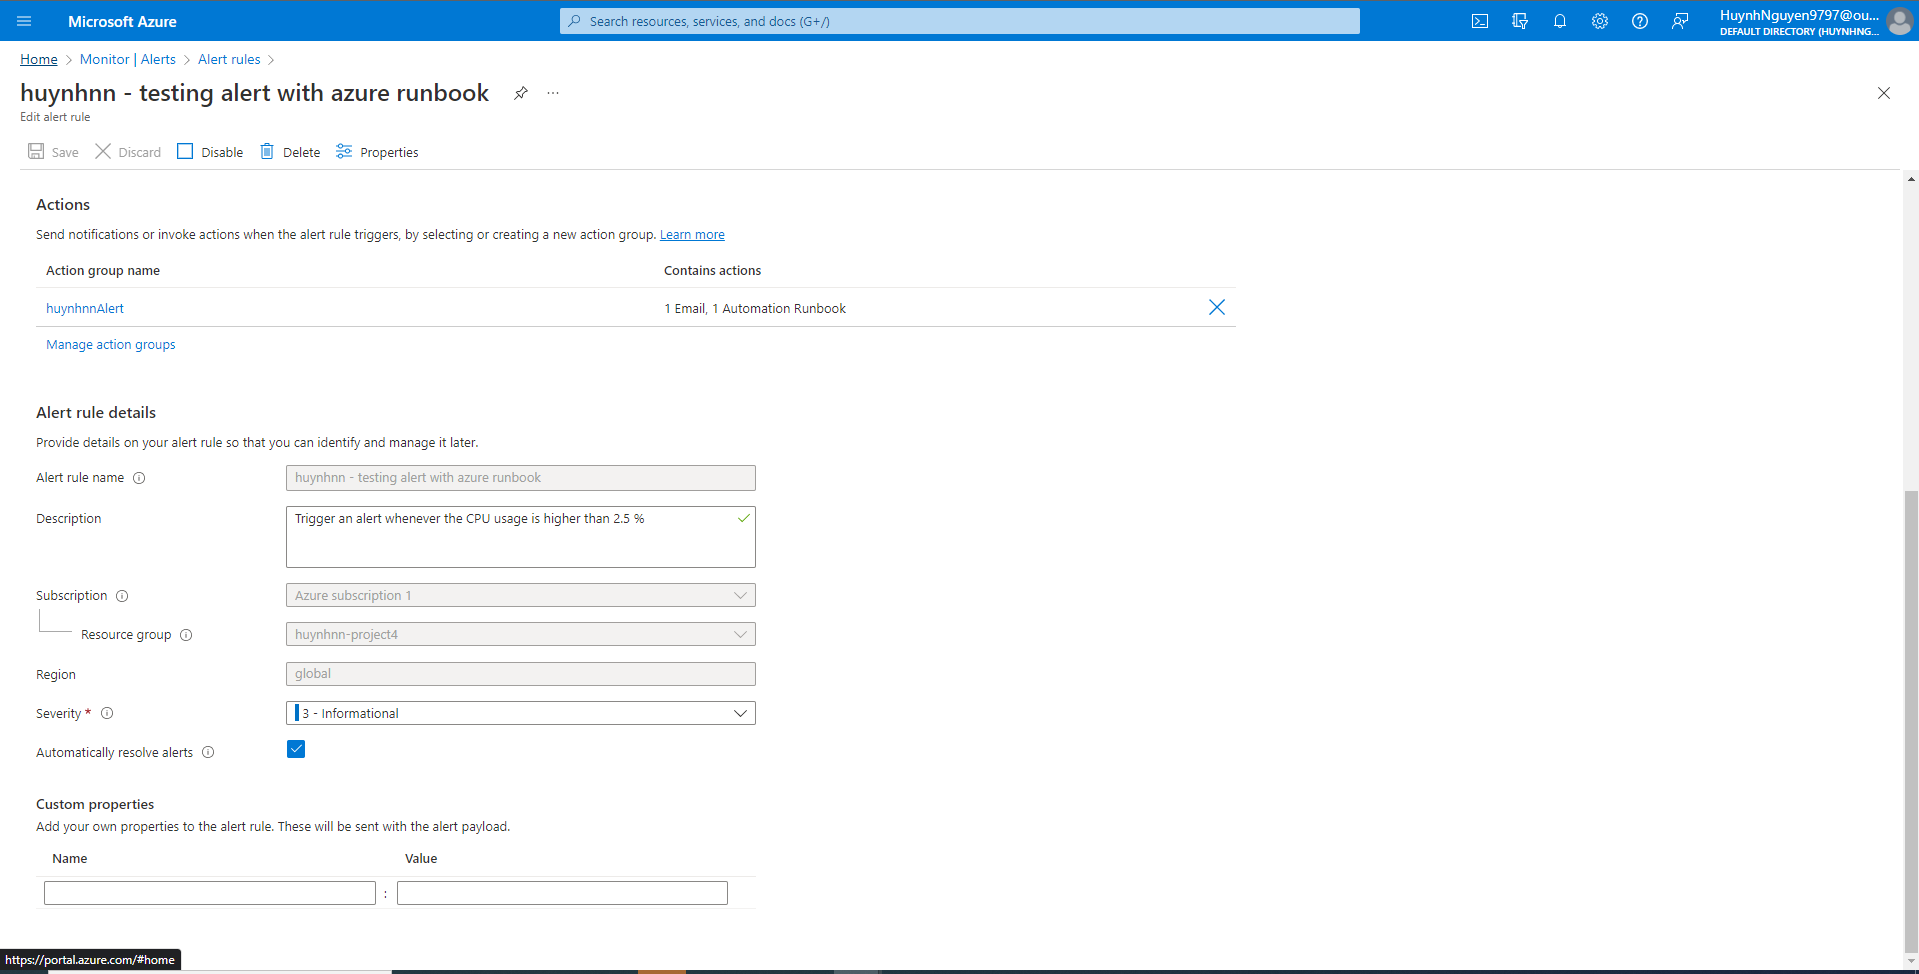 Microsoft Azure
Search resources, services, and docs (G+/)
HuynhNguyen9797@ou...
DEFAULT DIRECTORY (HUYNHNG...
Home > Monitor | Alerts > Alert rules >
huynhnn - testing alert with azure runbook ...
Edit alert rule
Save Discard Disable Delete Properties
Actions
Send notifications or invoke actions when the alert rule triggers, by selecting or creating a new action group. Learn more
Action group name Contains actions
huynhnnAlert 1 Email, 1 Automation Runbook
Manage action groups
Alert rule details
Provide details on your alert rule so that you can identify and manage it later.
Alert rule name huynhnn - testing alert with azure runbook
Description Trigger an alert whenever the CPU usage is higher than 2.5 %
Subscription Azure subscription 1
Resource group huynhnn-project4
Region global
Severity * 3 - Informational
Automatically resolve alerts
Custom properties
Add your own properties to the alert rule. These will be sent with the alert payload.
Name Value
:
https://portal.azure.com/#home